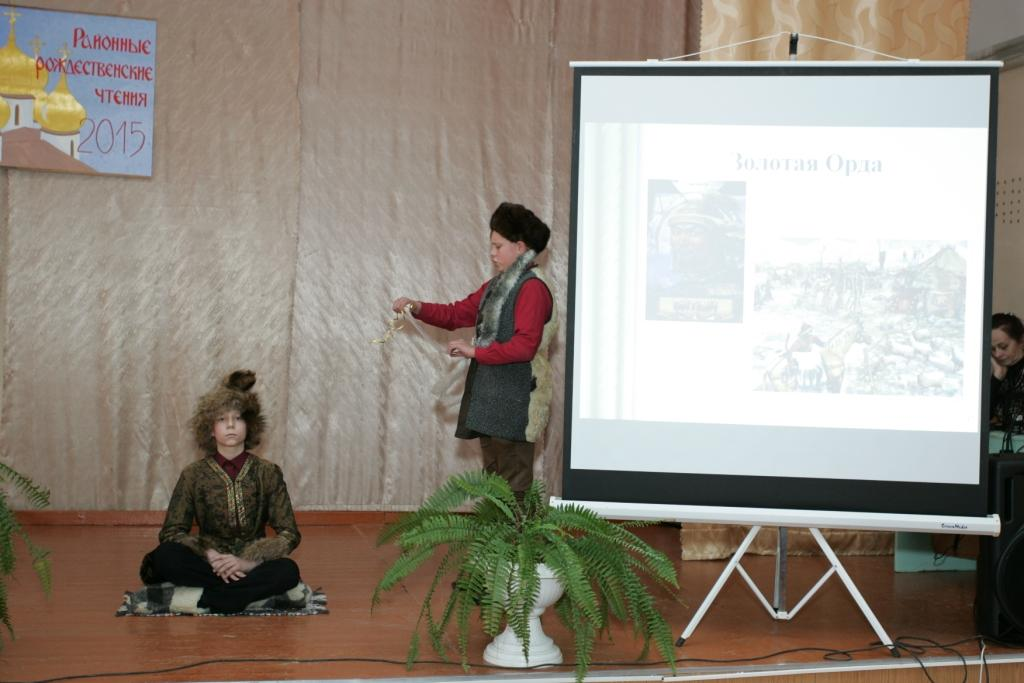 Районные
рождественские
чтения
2015
Золотая Орда